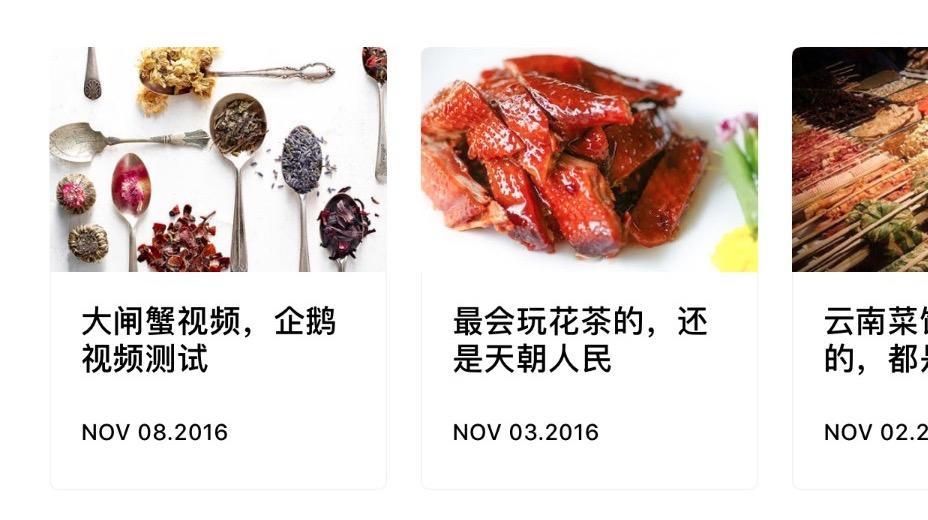 大闸蟹视频，企鹅
视频测试
NOV 08.2016
最会玩花茶的，还
是天朝人民
NOV 03.2016
云南菜
的，都
NOV 02.2